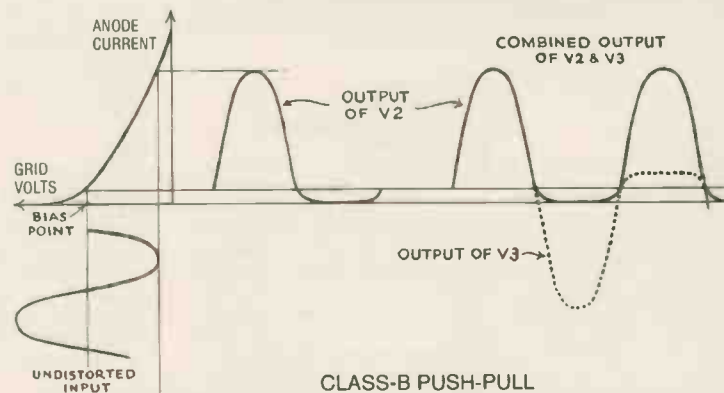 ANODE
CURRENT
COMBINED OUTPUT
OF V2 & V3
OUTPUT
OF V2
GRID
VOLTS
BIAS
POINT
OUTPUT OF V3
UNDISTORTED
INPUT
CLASS-B PUSH-PULL